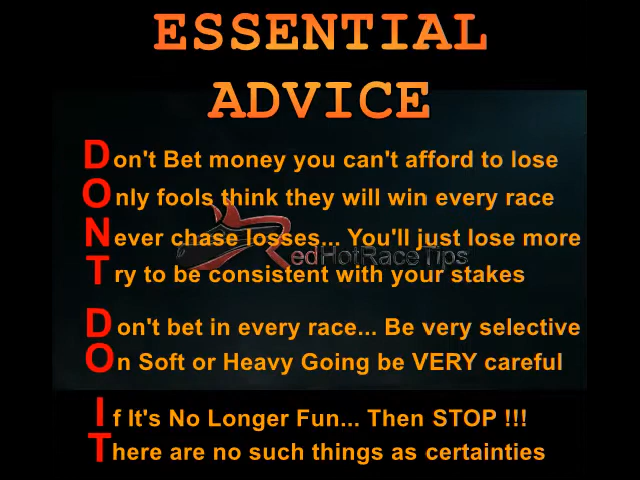 ESSENTIAL
ADVICE
Don't Bet money you can't afford to lose
Only fools think they will win every race
Never chase losses... You'll just lose more
RedHotRaceTips
Try to be consistent with your stakes
Don't bet in every race... Be very selective
On Soft or Heavy Going be VERY careful
If It's No Longer Fun... Then STOP !!!
There are no such things as certainties